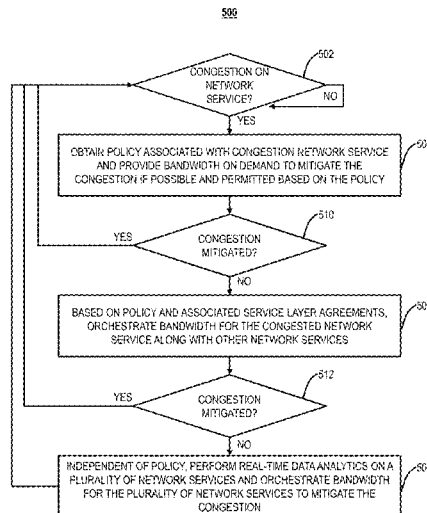 500
502
CONGESTION ON
NETWORK
SERVICE?
NO
YES
OBTAIN POLICY ASSOCIATED WITH CONGESTION NETWORK SERVICE
AND PROVIDE BANDWIDTH ON DEMAND TO MITIGATE THE
CONGESTION IF POSSIBLE AND PERMITTED BASED ON THE POLICY
50
510
YES
CONGESTION
MITIGATED?
NO
BASED ON POLICY AND ASSOCIATED SERVICE LAYER AGREEMENTS,
ORCHESTRATE BANDWIDTH FOR THE CONGESTED NETWORK
SERVICE ALONG WITH OTHER NETWORK SERVICES
50
512
YES
CONGESTION
MITIGATED?
NO
INDEPENDENT OF POLICY, PERFORM REAL-TIME DATA ANALYTICS ON A
PLURALITY OF NETWORK SERVICES AND ORCHESTRATE BANDWIDTH
FOR THE PLURALITY OF NETWORK SERVICES TO MITIGATE THE
CONGESTION
50